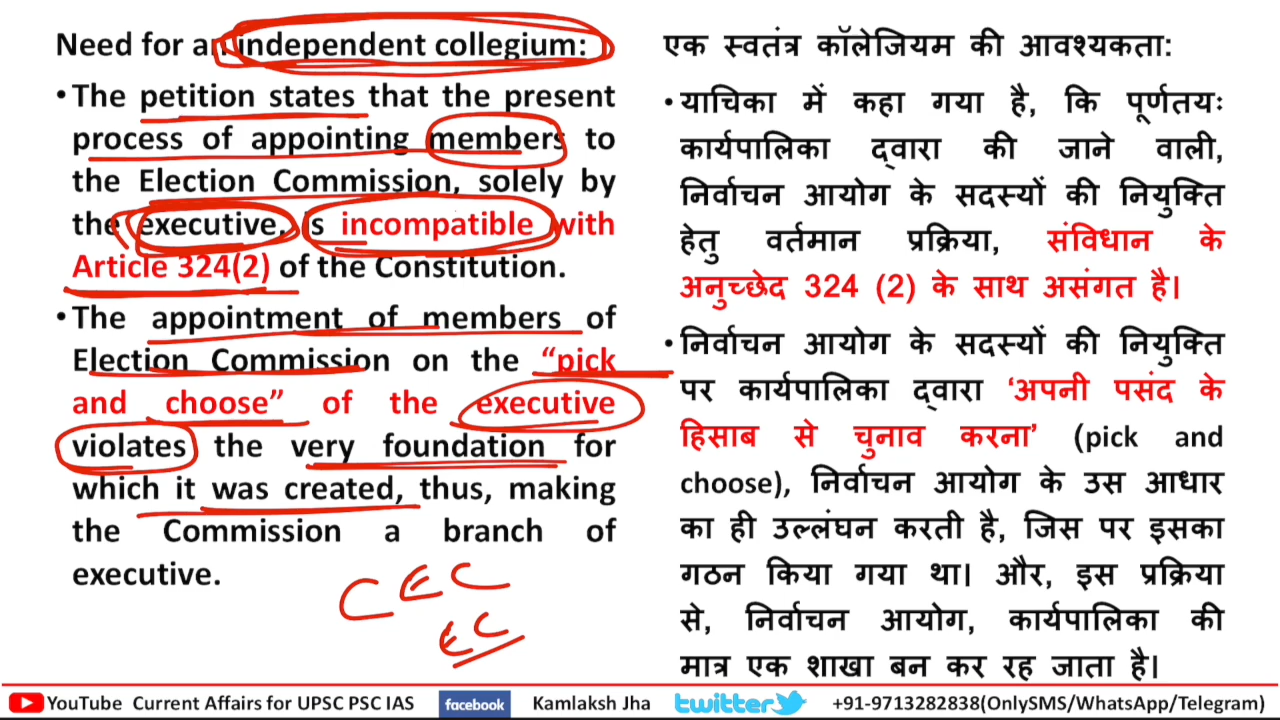 Need for an independent collegium:
•The petition states that the present
process of appointing members to
the Election Commission, solely by
the executive, is incompatible with
Article 324(2) of the Constitution.
•The appointment of members of
Election Commission on the “pick
and choose” of the executive
violates the very foundation for
which it was created, thus, making
the Commission a branch of
executive.
CEC
EC
एक स्वतंत्र कॉलेजियम की आवश्यकता:
•याचिका में कहा गया है, कि पूर्णतयः
कार्यपालिका द्वारा की जाने वाली,
निर्वाचन आयोग के सदस्यों की नियुक्ति
हेतु वर्तमान प्रक्रिया, संविधान के
अनुच्छेद 324 (2) के साथ असंगत है।
•निर्वाचन आयोग के सदस्यों की नियुक्ति
पर कार्यपालिका द्वारा ‘अपनी पसंद के
हिसाब से चुनाव करना’ (pick and
choose), निर्वाचन आयोग के उस आधार
का ही उल्लंघन करती है, जिस पर इसका
गठन किया गया था। और, इस प्रक्रिया
से, निर्वाचन आयोग, कार्यपालिका की
मात्र एक शाखा बन कर रह जाता है।
YouTube Current Affairs for UPSC PSC IAS facebook Kamlaksh Jha twitter +91-9713282838(OnlySMS/WhatsApp/Telegram)